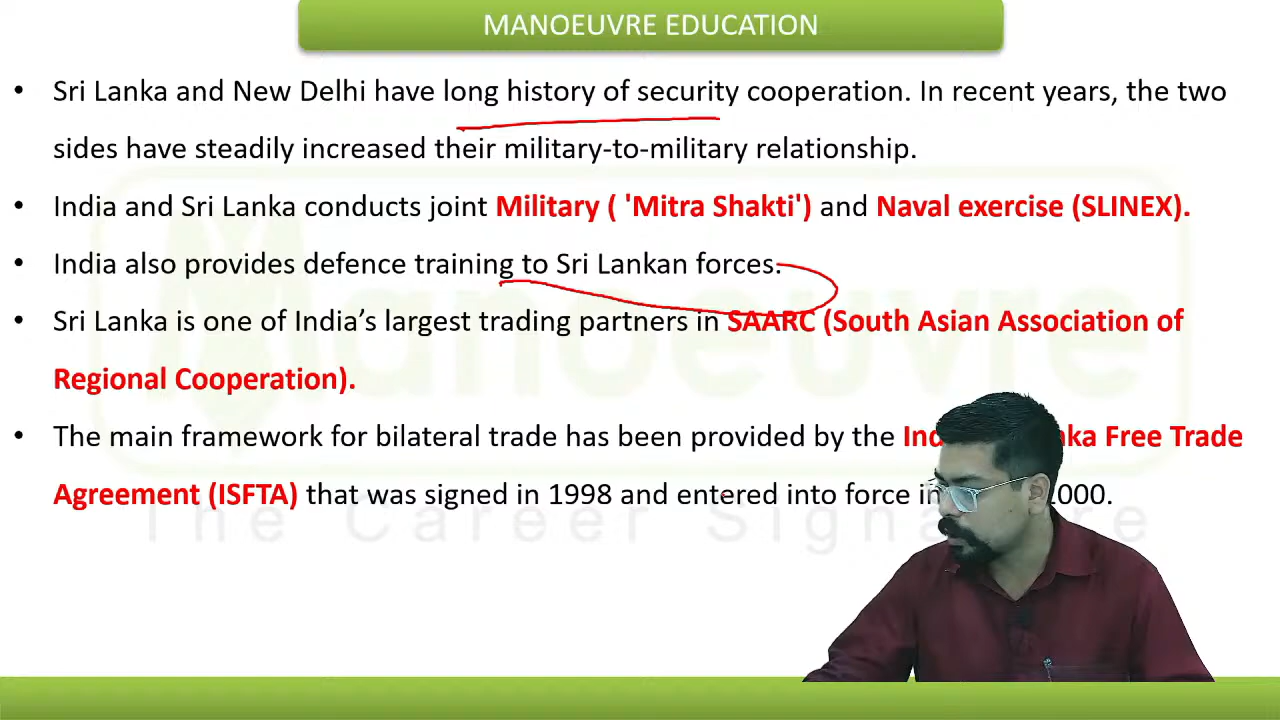 MANOEUVRE EDUCATION
• Sri Lanka and New Delhi have long history of security cooperation. In recent years, the two
sides have steadily increased their military-to-military relationship.
• India and Sri Lanka conducts joint Military ( 'Mitra Shakti') and Naval exercise (SLINEX).
• India also provides defence training to Sri Lankan forces.
• Sri Lanka is one of India’s largest trading partners in SAARC (South Asian Association of
Regional Cooperation).
• The main framework for bilateral trade has been provided by the Free Trade
Agreement (ISFTA) that was signed in 1998 and entered into force in
Manoeuvre
The Career Signature